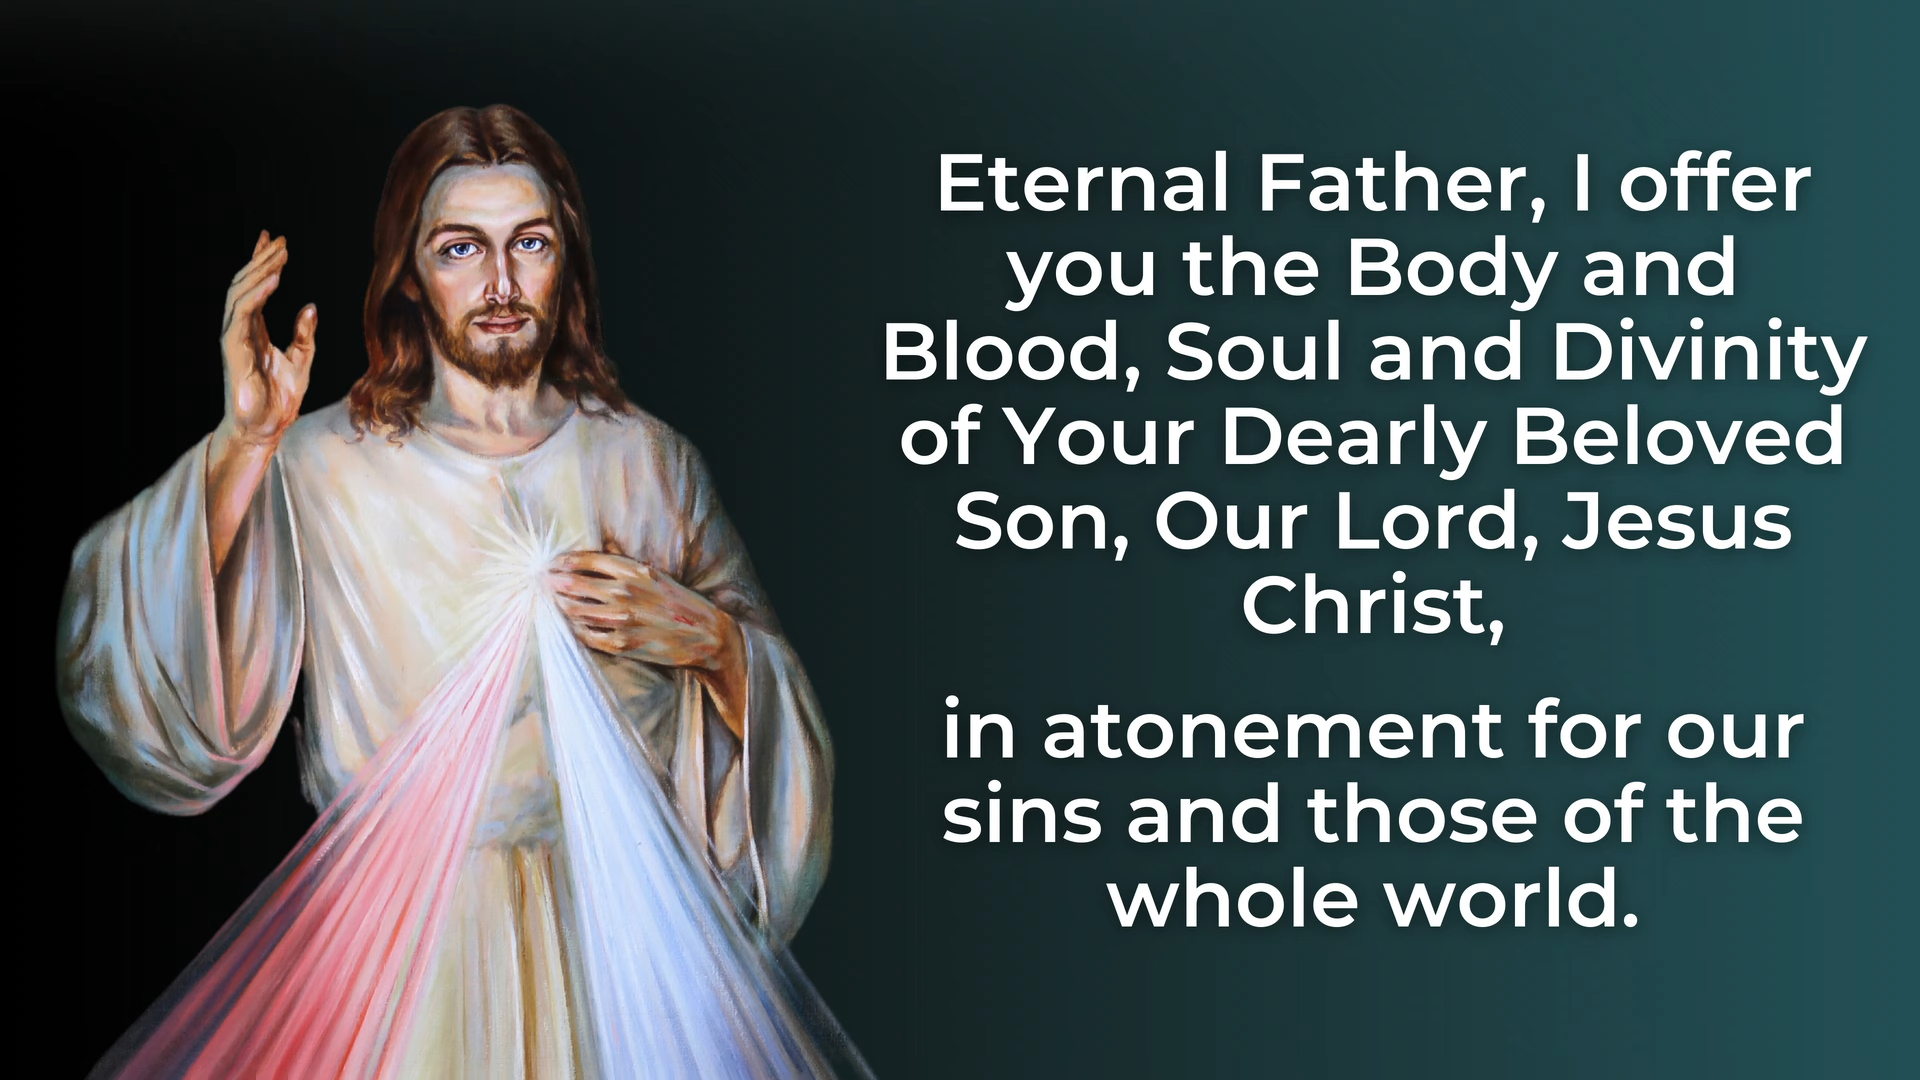 Eternal Father, I offer
you the Body and
Blood, Soul and Divinity
of Your Dearly Beloved
Son, Our Lord, Jesus
Christ,
in atonement for our
sins and those of the
whole world.